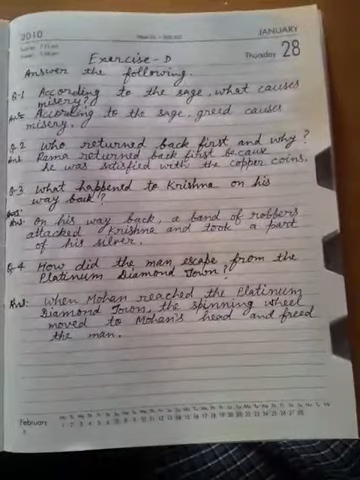 2010
JANUARY
Thursday 28
Exercise-D
Answer the following.
Q-1 According to the sage, what causes
misery?
Ans: According to the sage, greed causes
misery.
Q-2 Who returned back first and why?
Ans: Rama returned back first because
he was satisfied with the copper coins.
Q-3 What happened to Krishna on his
way back?
Ans:
Ans: On his way back, a band of robbers
attacked Krishna and took a part
of his silver.
Q-4 How did the man escape from the
Platinum Diamond Town?
Ans: When Mohan reached the Platinum
Diamond Town, the spinning wheel
moved to Mohan's head and freed
the man.
February